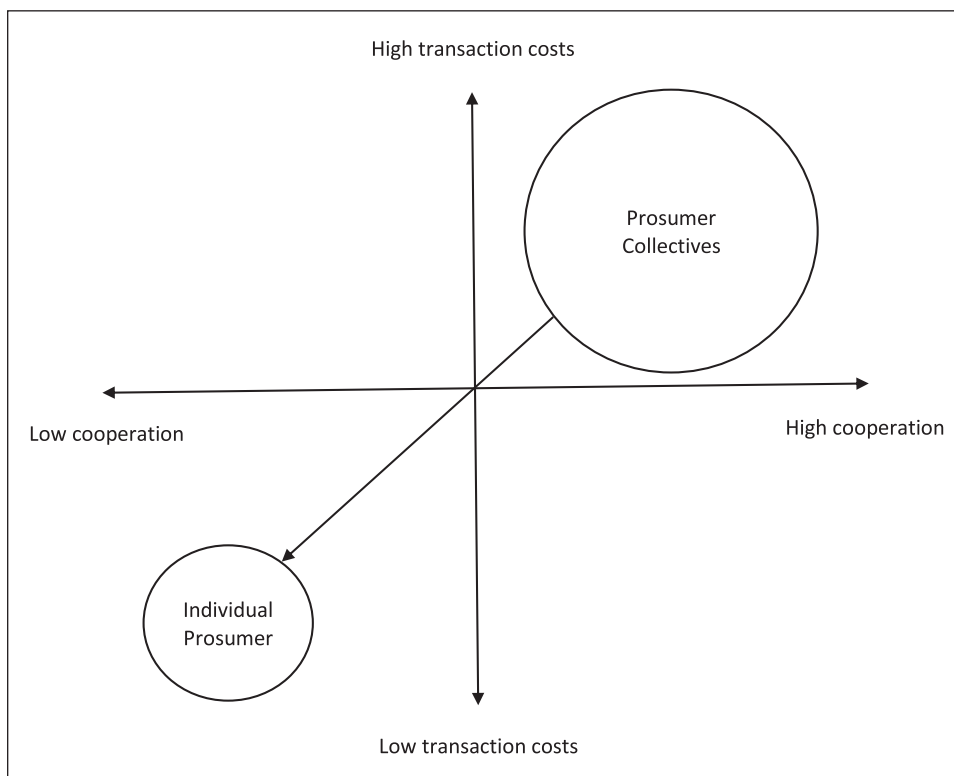 High transaction costs
Prosumer
Collectives
Low cooperation
High cooperation
Individual
Prosumer
Low transaction costs